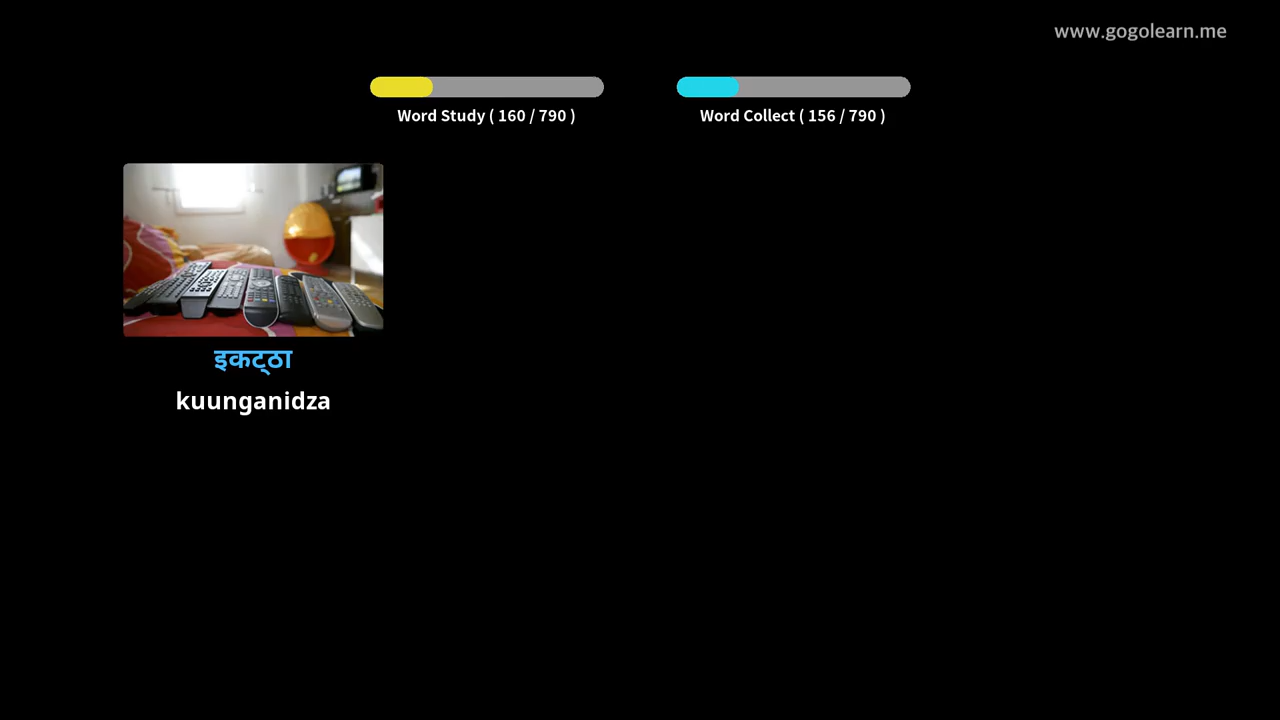 www.gogolearn.me
Word Study ( 160 / 790 )
Word Collect ( 156 / 790 )
इकट्ठा
kuunganidza